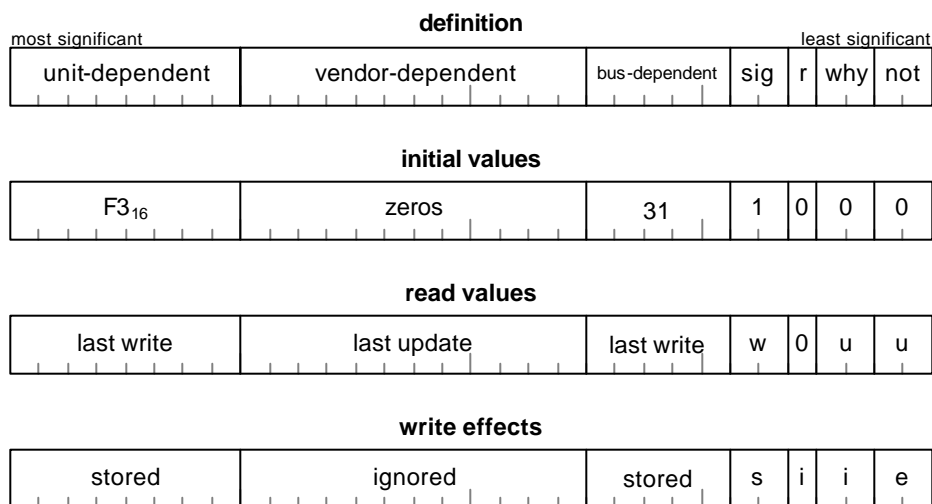 definition
most significant least significant
unit-dependent vendor-dependent bus-dependent sig r why not
initial values
F3₁₆ zeros 31 1 0 0 0
read values
last write last update last write w 0 u u
write effects
stored ignored stored s i i e